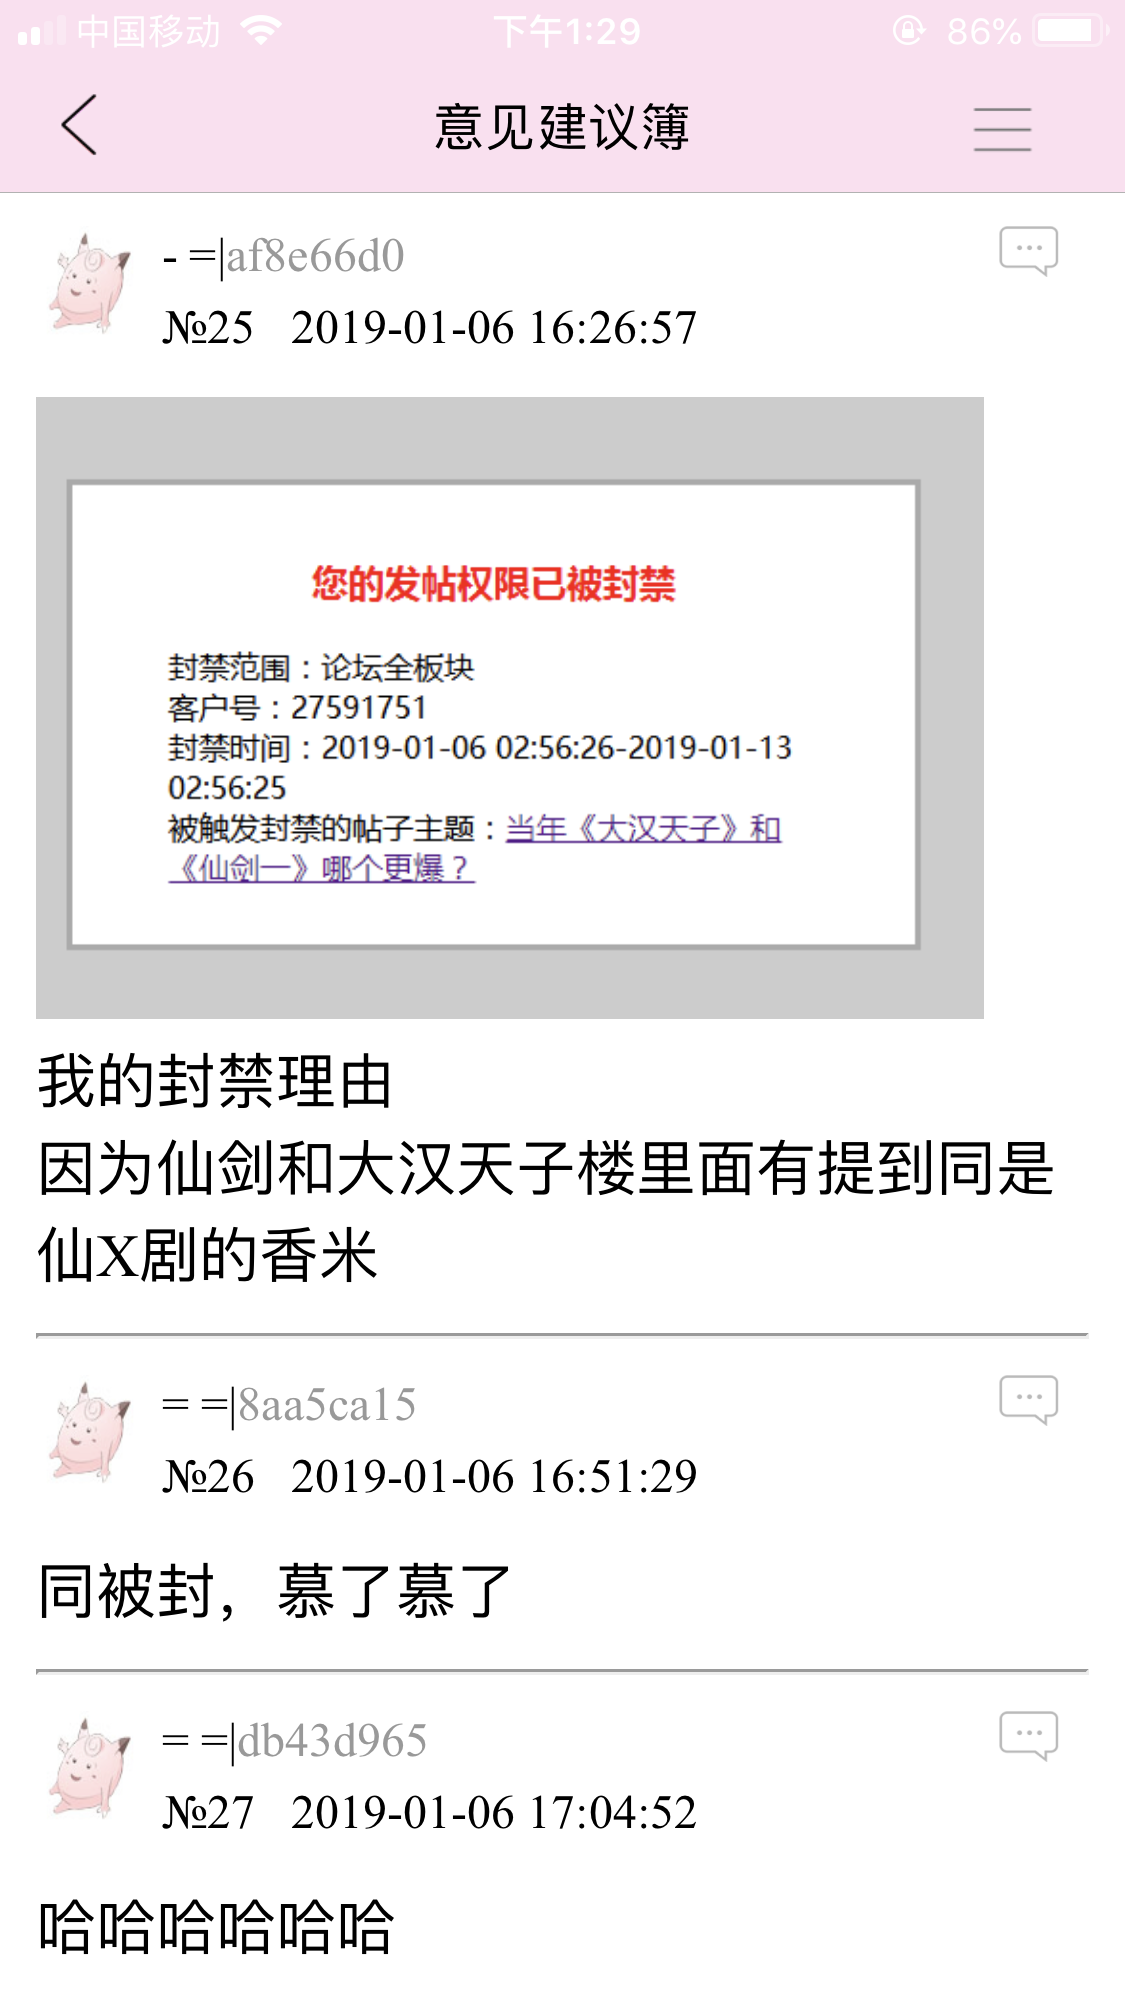 中国移动 下午1:29 86%
意见建议簿
- =|af8e66d0
№25 2019-01-06 16:26:57
您的发帖权限已被封禁
封禁范围：论坛全板块
客户号：27591751
封禁时间：2019-01-06 02:56:26-2019-01-13
02:56:25
被触发封禁的帖子主题：当年《大汉天子》和
《仙剑一》哪个更爆？
我的封禁理由
因为仙剑和大汉天子楼里面有提到同是
仙X剧的香米
= =|8aa5ca15
№26 2019-01-06 16:51:29
同被封，慕了慕了
= =|db43d965
№27 2019-01-06 17:04:52
哈哈哈哈哈哈